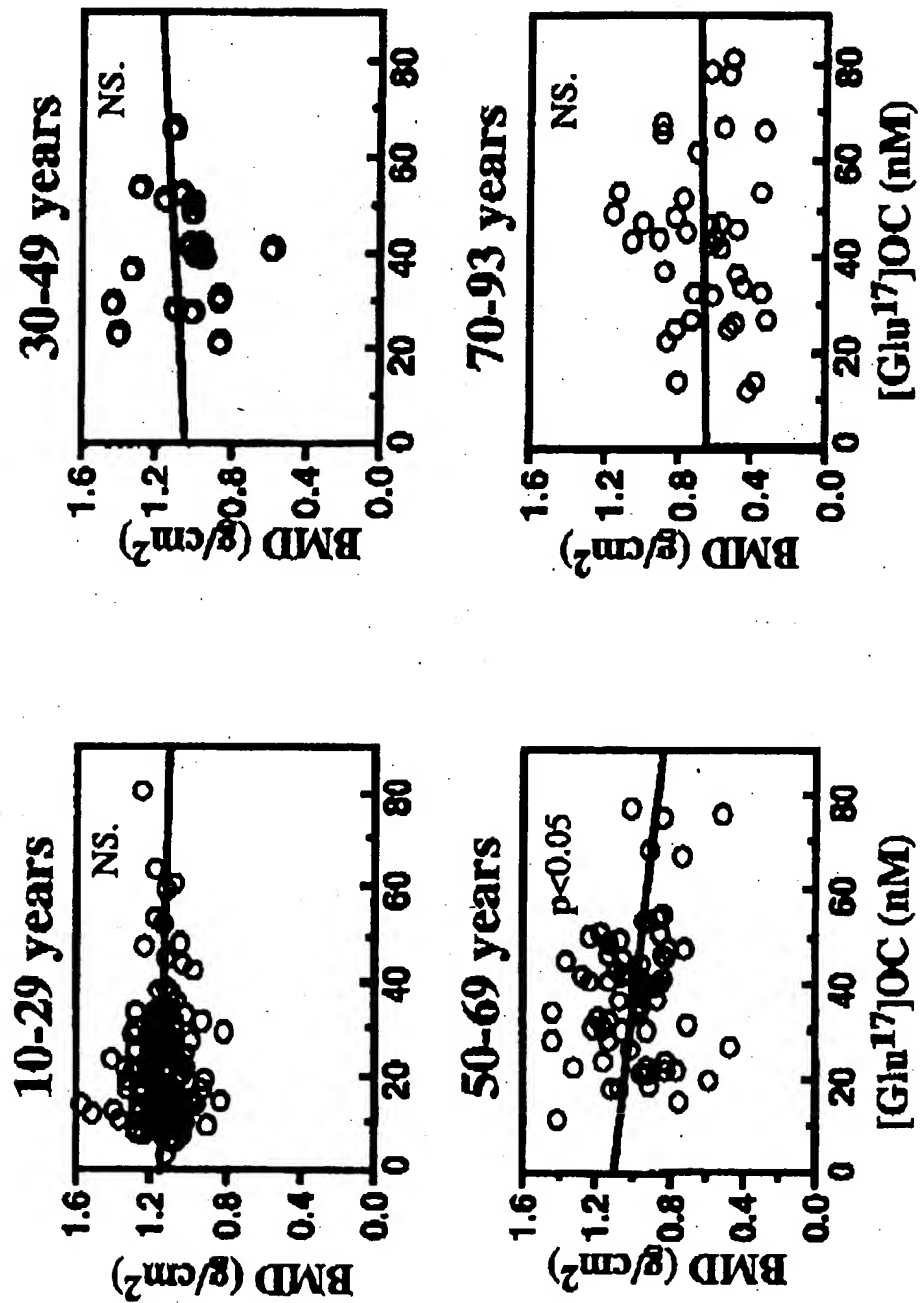 10-29 years
NS.
BMD (g/cm²)
1.6
1.2
0.8
0.4
0.0
0 20 40 60 80
30-49 years
NS.
BMD (g/cm²)
1.6
1.2
0.8
0.4
0.0
0 20 40 60 80
50-69 years
p<0.05
BMD (g/cm²)
1.6
1.2
0.8
0.4
0.0
0 20 40 60 80
[Glu¹⁷]OC (nM)
70-93 years
NS.
BMD (g/cm²)
1.6
1.2
0.8
0.4
0.0
0 20 40 60 80
[Glu¹⁷]OC (nM)